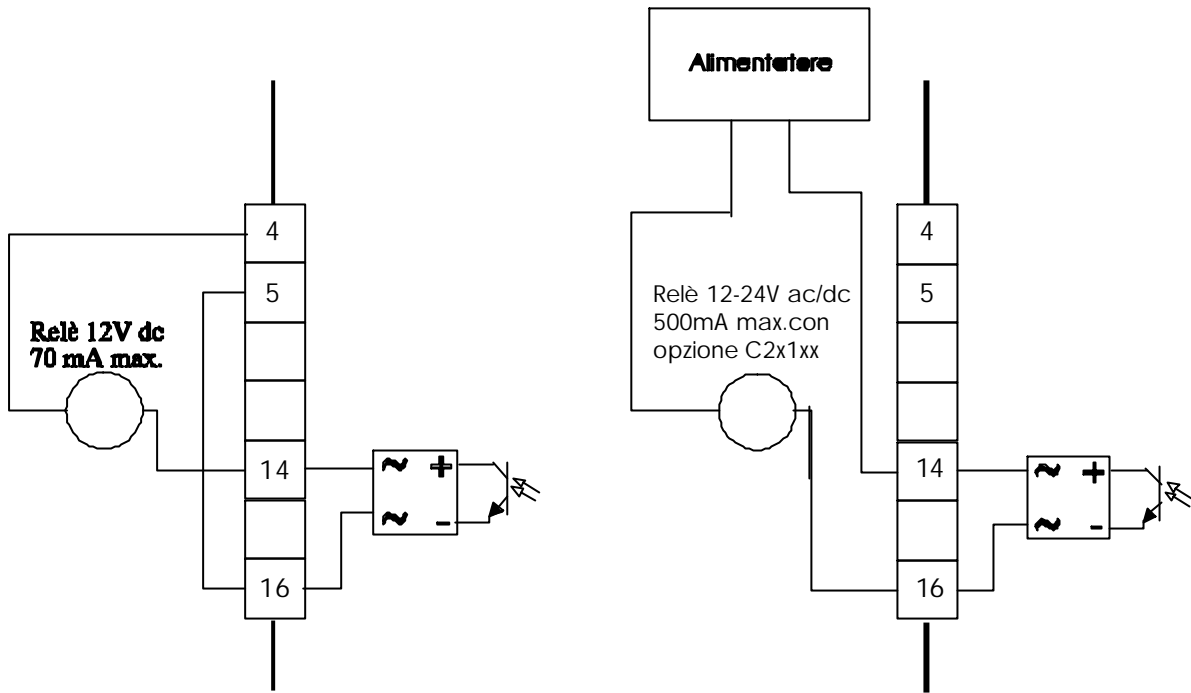 Alimentatore
4
5
Relè 12V dc
70 mA max.
14
16
~ +
~ -
4
5
Relè 12-24V ac/dc
500mA max.con
opzione C2x1xx
14
16
~ +
~ -